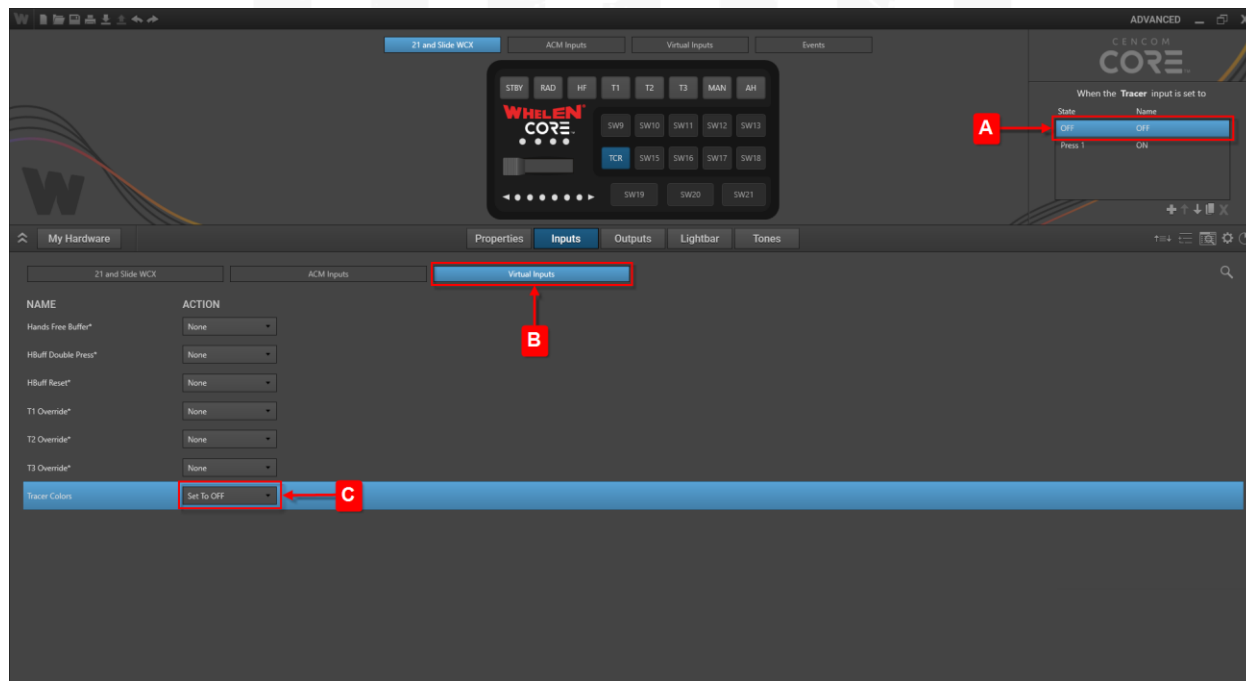 ADVANCED
21 and Slide WCX ACM Inputs Virtual Inputs Events
CENCOM
CORE
When the Tracer input is set to
State Name
A
OFF OFF
Press 1 ON
STBY RAD HF T1 T2 T3 MAN AH
WHELEN
CORE
SW9 SW10 SW11 SW12 SW13
TCR SW15 SW16 SW17 SW18
SW19 SW20 SW21
My Hardware Properties Inputs Outputs Lightbar Tones
21 and Slide WCX ACM Inputs Virtual Inputs
NAME ACTION
Hands Free Buffer* None
B
HBuff Double Press* None
HBuff Reset* None
T1 Override* None
T2 Override* None
T3 Override* None
Tracer Colors Set To OFF C